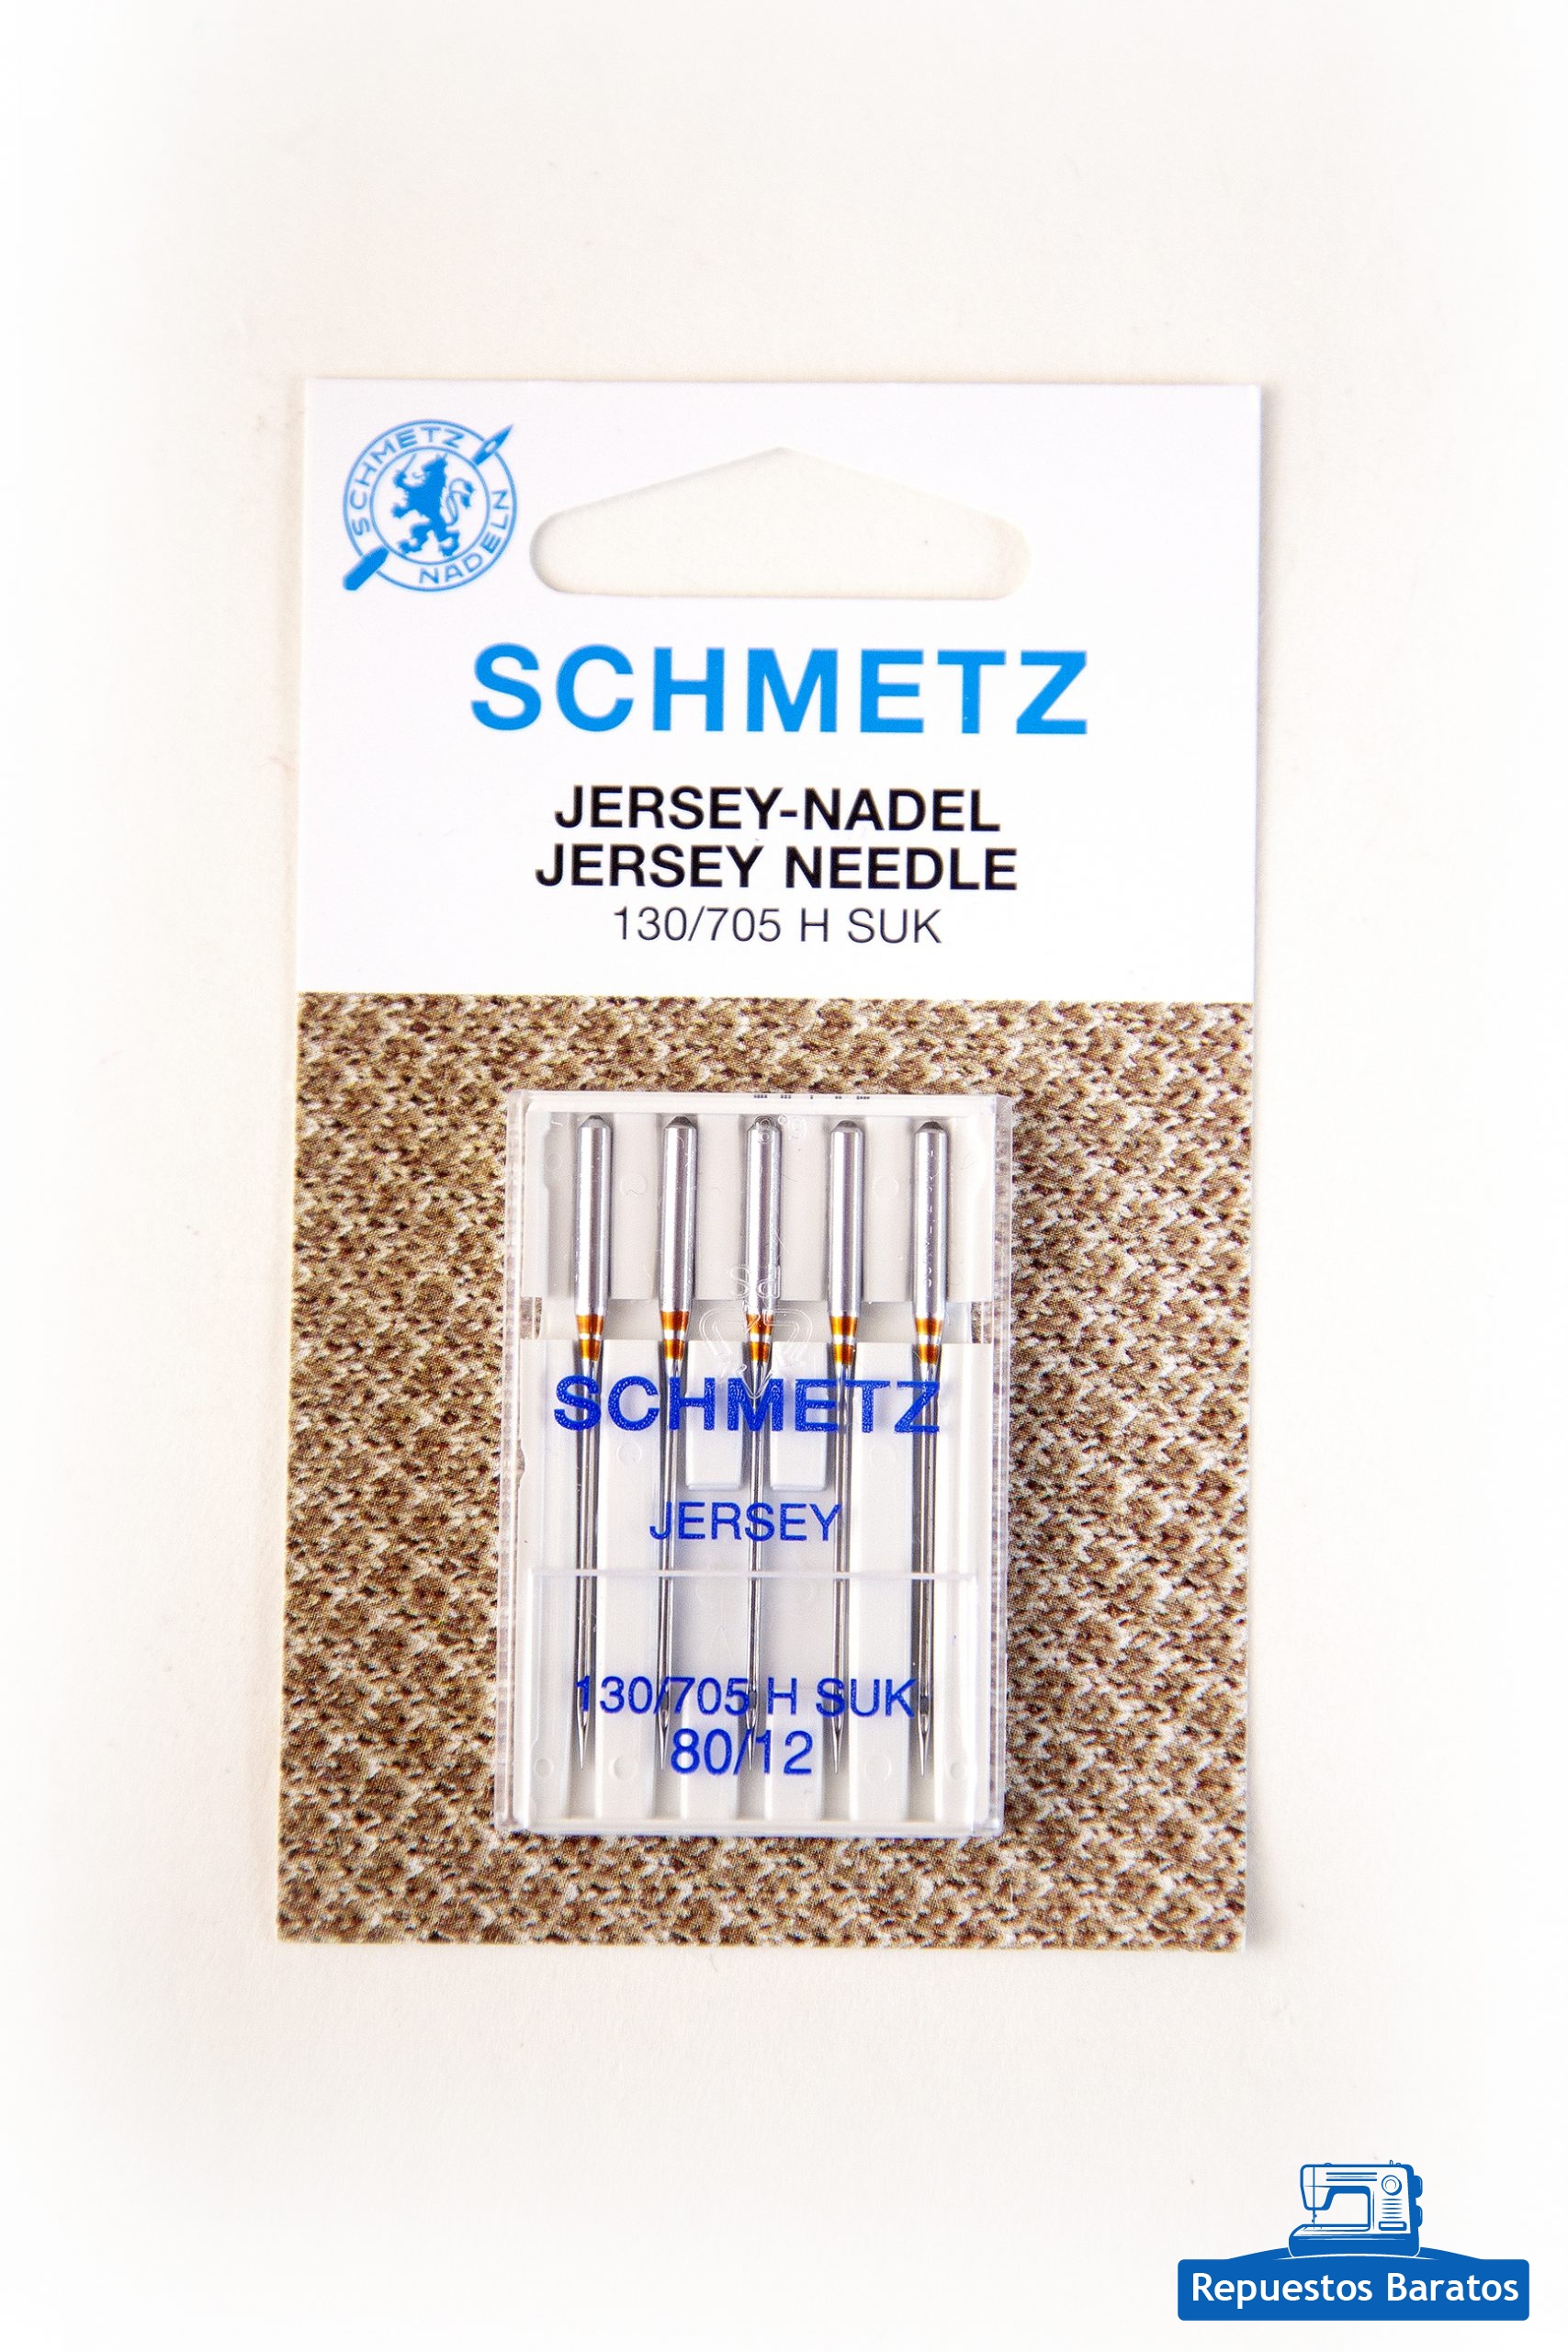 SCHMETZ
NADELN
SCHMETZ
JERSEY-NADEL
JERSEY NEEDLE
130/705 H SUK
SCHMETZ
JERSEY
130/705 H SUK
80/12
Repuestos Baratos